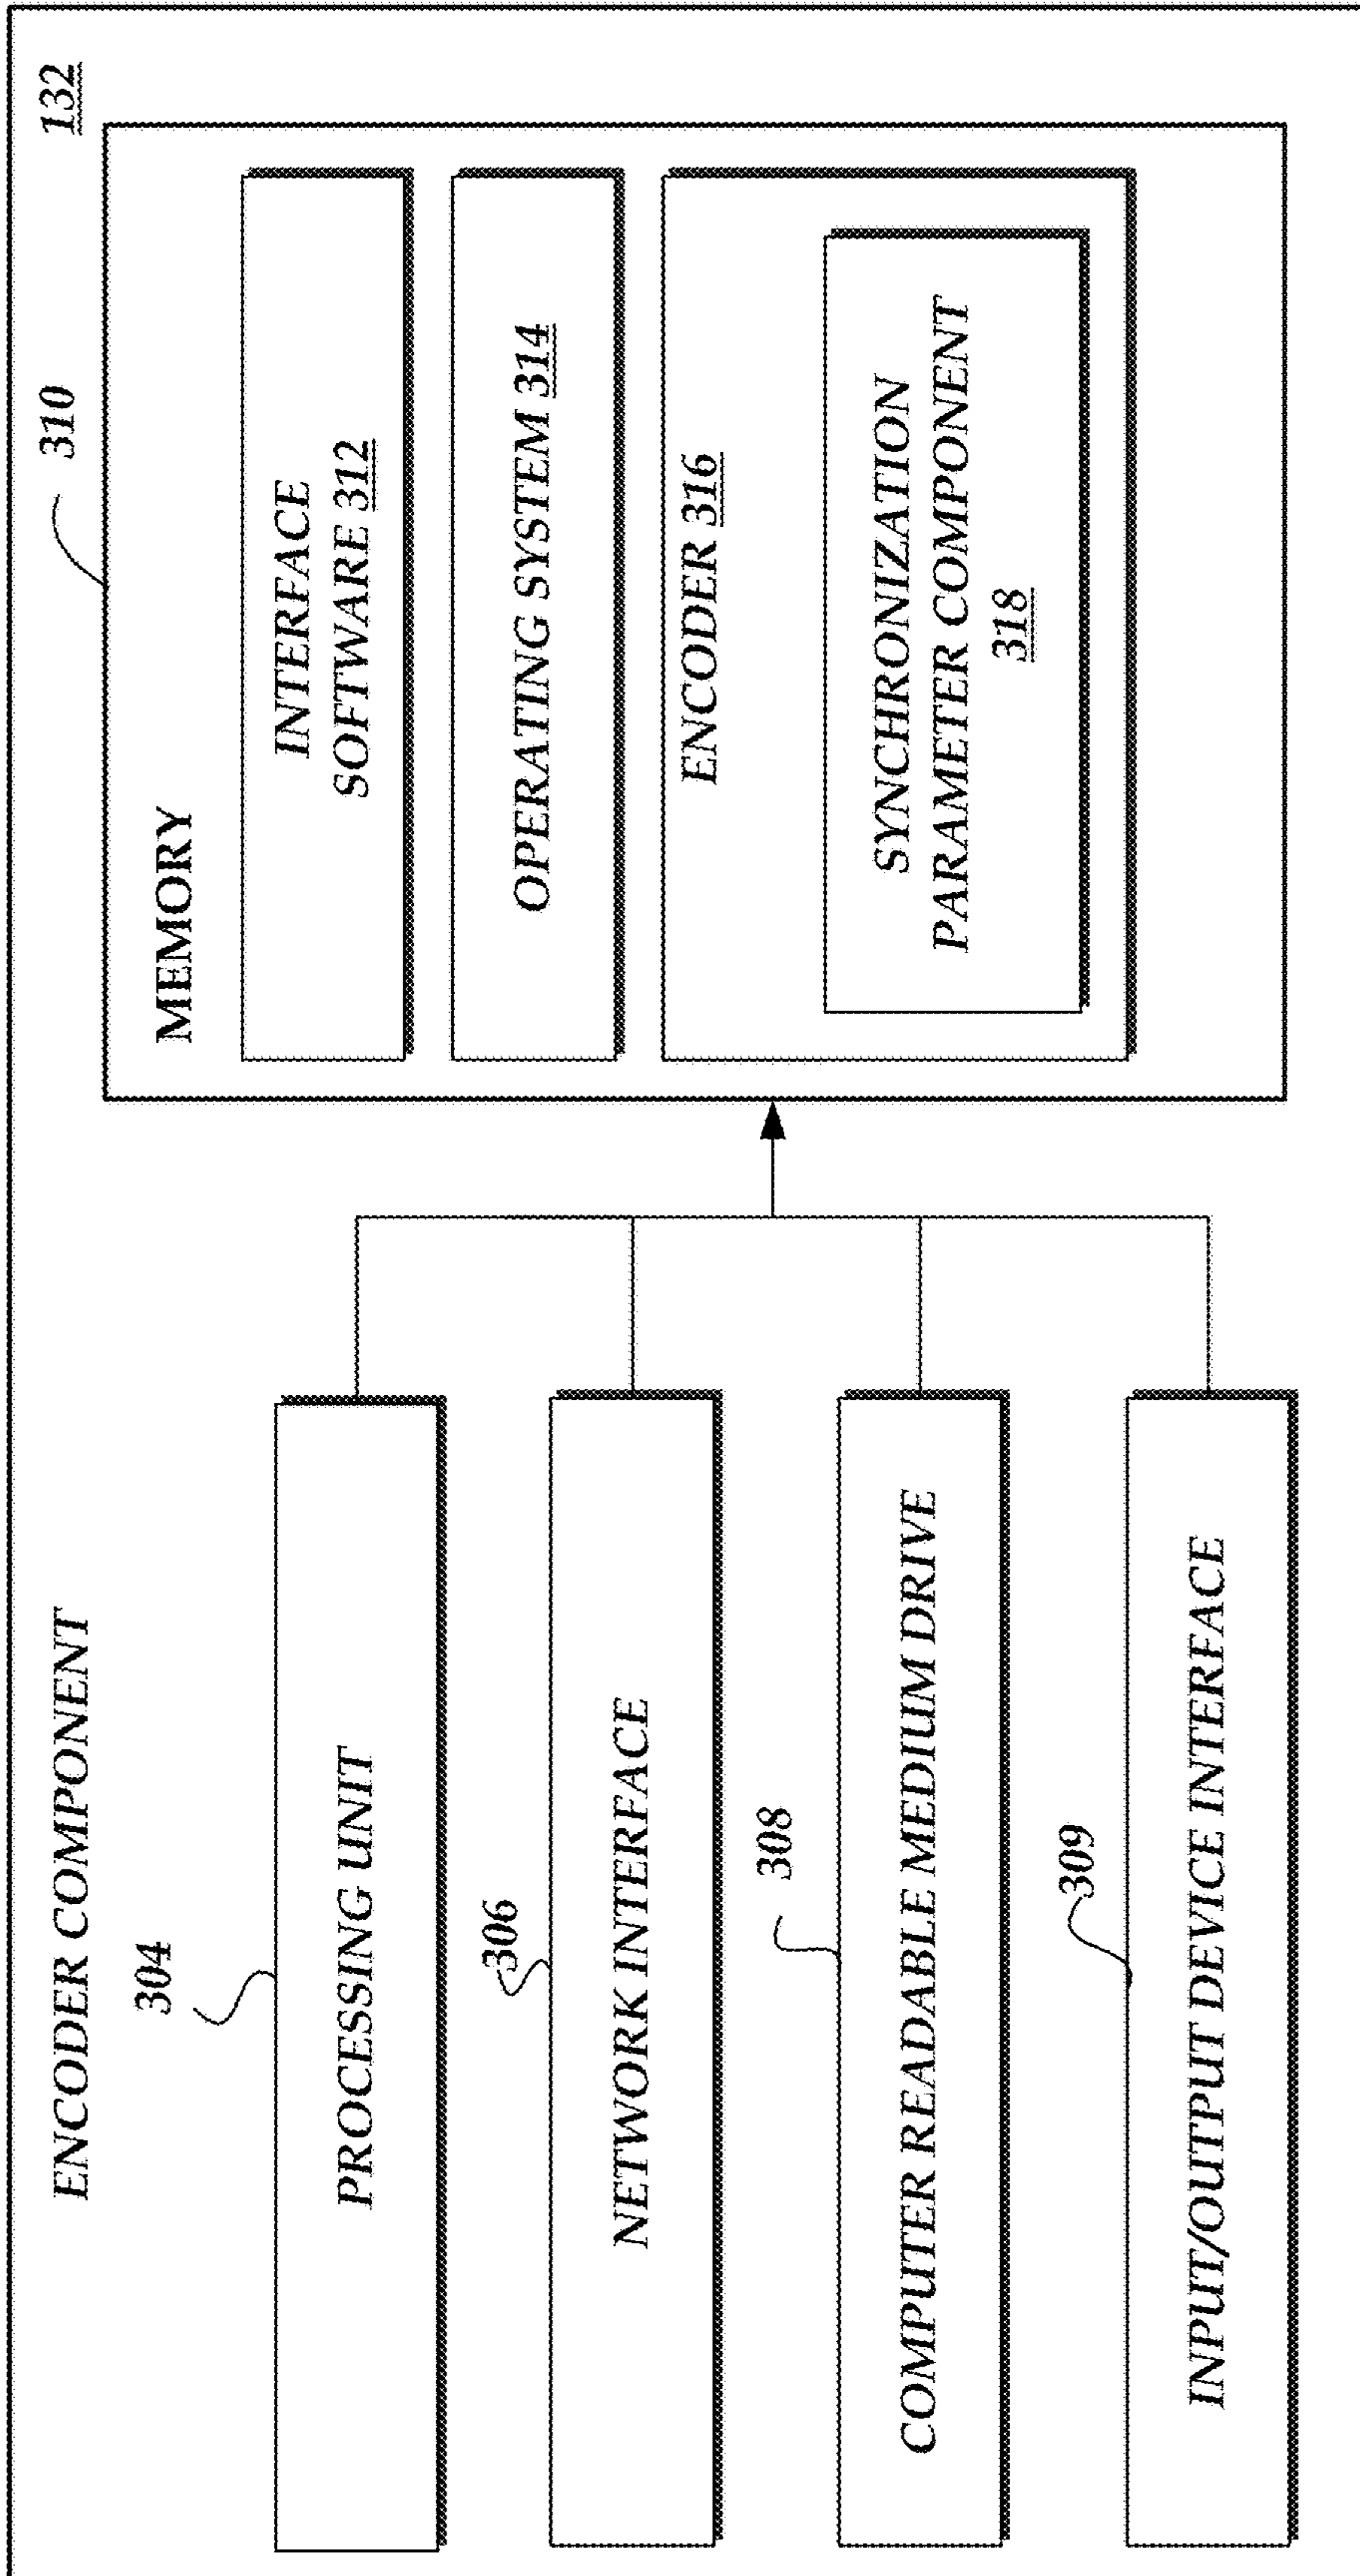 ENCODER COMPONENT
132
304
PROCESSING UNIT
306
NETWORK INTERFACE
308
COMPUTER READABLE MEDIUM DRIVE
309
INPUT/OUTPUT DEVICE INTERFACE
310
MEMORY
INTERFACE
SOFTWARE 312
OPERATING SYSTEM 314
ENCODER 316
SYNCHRONIZATION
PARAMETER COMPONENT
318